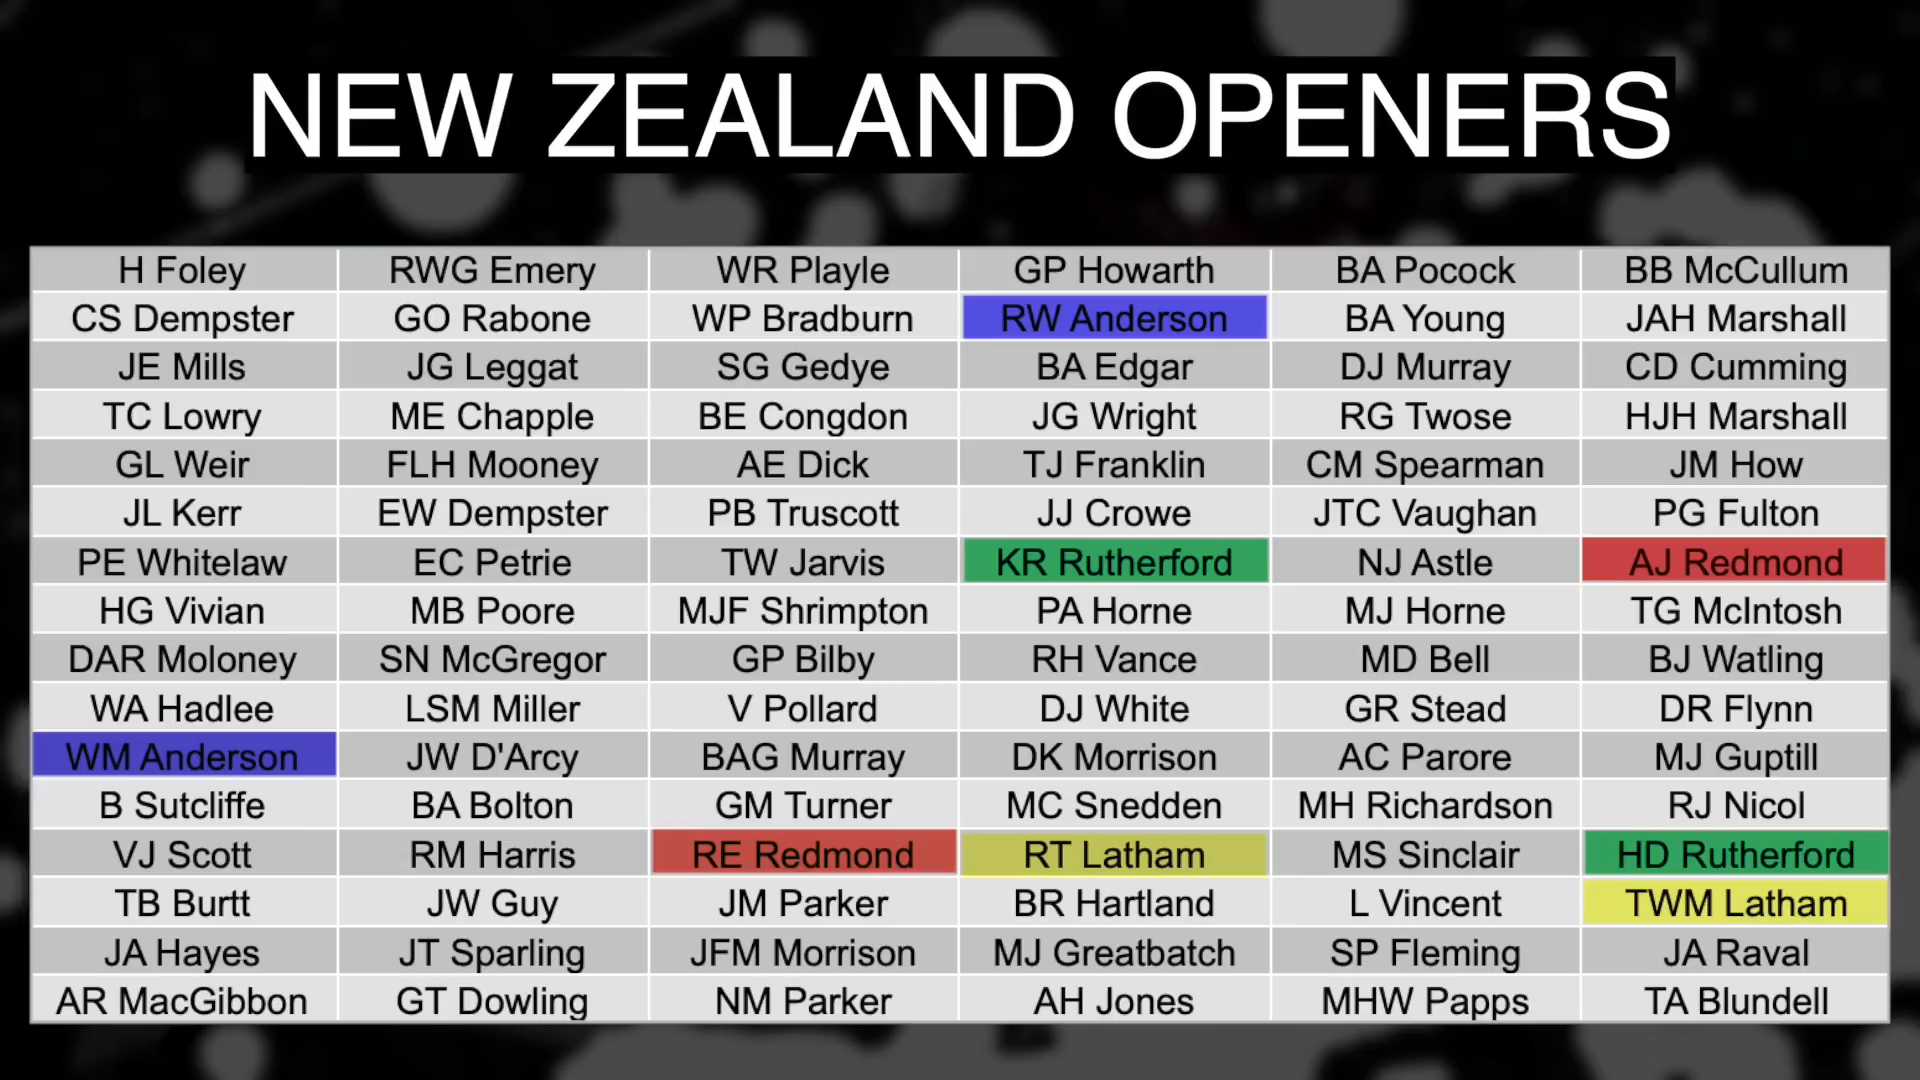 NEW ZEALAND OPENERS
H Foley RWG Emery WR Playle GP Howarth BA Pocock BB McCullum
CS Dempster GO Rabone WP Bradburn RW Anderson BA Young JAH Marshall
JE Mills JG Leggat SG Gedye BA Edgar DJ Murray CD Cumming
TC Lowry ME Chapple BE Congdon JG Wright RG Twose HJH Marshall
GL Weir FLH Mooney AE Dick TJ Franklin CM Spearman JM How
JL Kerr EW Dempster PB Truscott JJ Crowe JTC Vaughan PG Fulton
PE Whitelaw EC Petrie TW Jarvis KR Rutherford NJ Astle AJ Redmond
HG Vivian MB Poore MJF Shrimpton PA Horne MJ Horne TG McIntosh
DAR Moloney SN McGregor GP Bilby RH Vance MD Bell BJ Watling
WA Hadlee LSM Miller V Pollard DJ White GR Stead DR Flynn
WM Anderson JW D'Arcy BAG Murray DK Morrison AC Parore MJ Guptill
B Sutcliffe BA Bolton GM Turner MC Snedden MH Richardson RJ Nicol
VJ Scott RM Harris RE Redmond RT Latham MS Sinclair HD Rutherford
TB Burtt JW Guy JM Parker BR Hartland L Vincent TWM Latham
JA Hayes JT Sparling JFM Morrison MJ Greatbatch SP Fleming JA Raval
AR MacGibbon GT Dowling NM Parker AH Jones MHW Papps TA Blundell